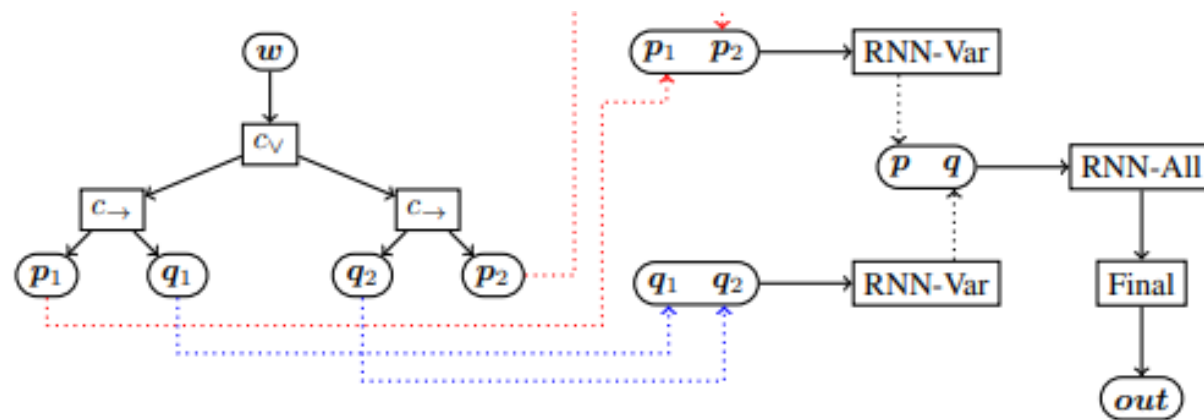 w
c∨
c→ c→
p₁ q₁ q₂ p₂
p₁ p₂ RNN-Var
p q RNN-All
q₁ q₂ RNN-Var
Final
out